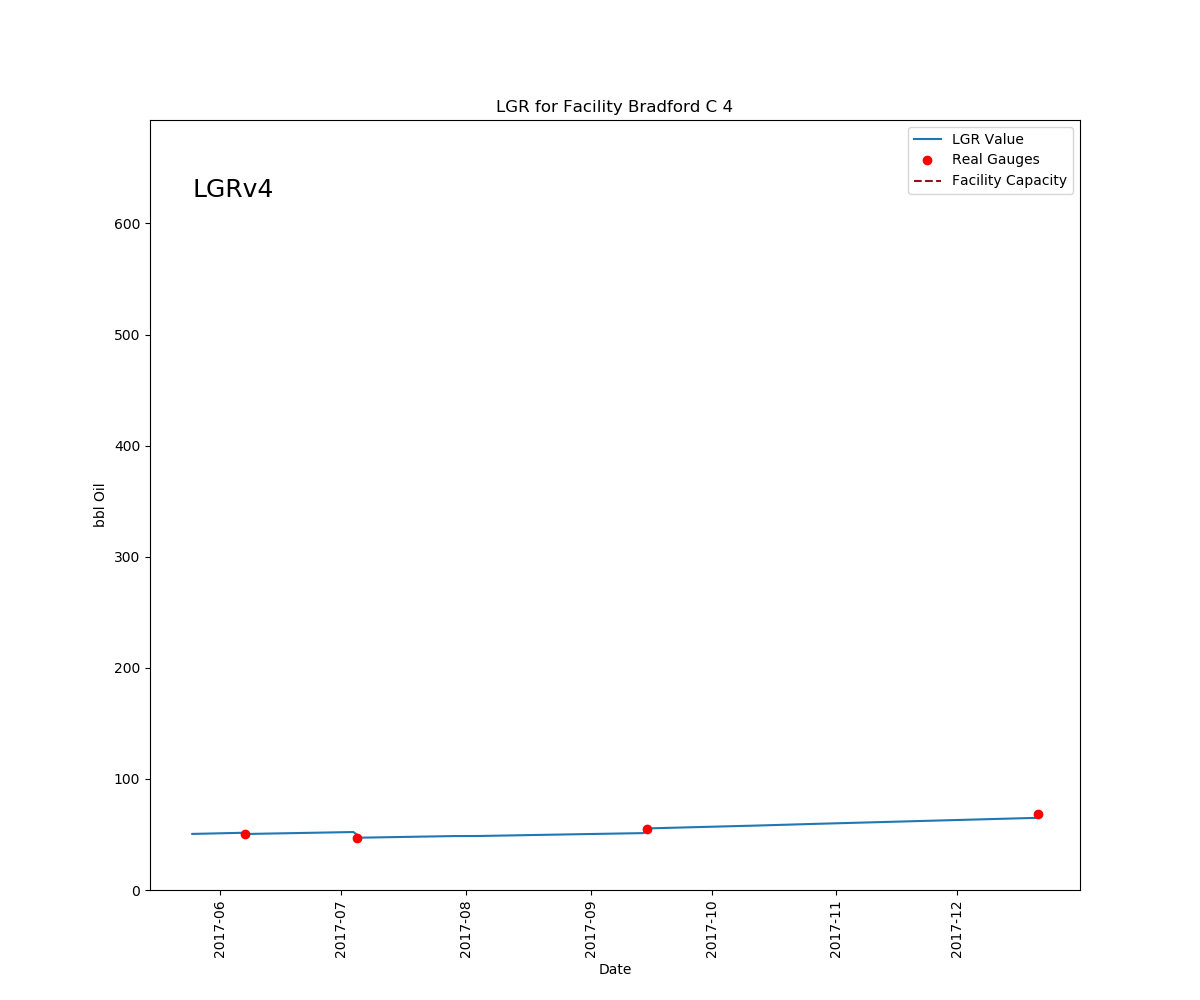 LGR for Facility Bradford C 4
LGRv4
LGR Value
Real Gauges
Facility Capacity
600
500
400
300
200
100
0
bbl Oil
2017-06
2017-07
2017-08
2017-09
2017-10
2017-11
2017-12
Date